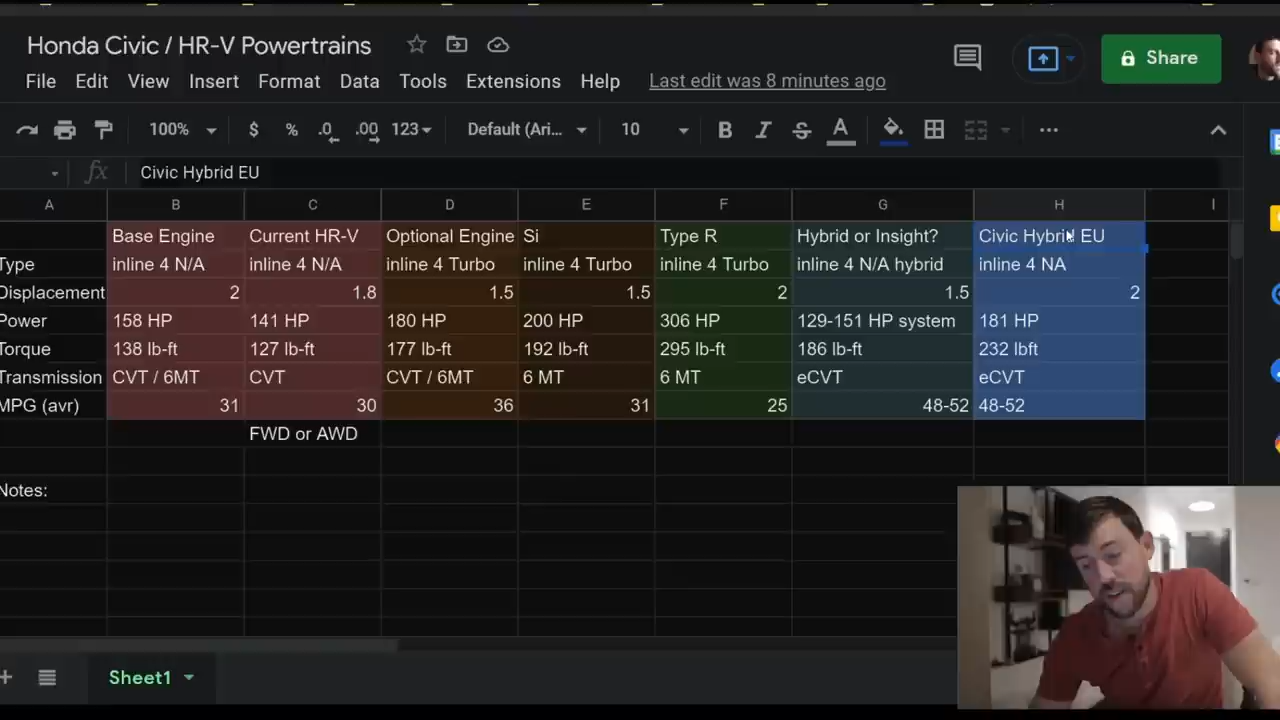 Honda Civic / HR-V Powertrains
Share
File Edit View Insert Format Data Tools Extensions Help Last edit was 8 minutes ago
100% $ % .0 .00 123 Default (Ari... 10 B I S A
fx Civic Hybrid EU
A B C D E F G H I
Base Engine Current HR-V Optional Engine Si Type R Hybrid or Insight? Civic Hybrid EU
Type inline 4 N/A inline 4 N/A inline 4 Turbo inline 4 Turbo inline 4 Turbo inline 4 N/A hybrid inline 4 NA
Displacement 2 1.8 1.5 1.5 2 1.5 2
Power 158 HP 141 HP 180 HP 200 HP 306 HP 129-151 HP system 181 HP
Torque 138 lb-ft 127 lb-ft 177 lb-ft 192 lb-ft 295 lb-ft 186 lb-ft 232 lbft
Transmission CVT / 6MT CVT CVT / 6MT 6 MT 6 MT eCVT eCVT
MPG (avr) 31 30 36 31 25 48-52 48-52
FWD or AWD
Notes:
Sheet1